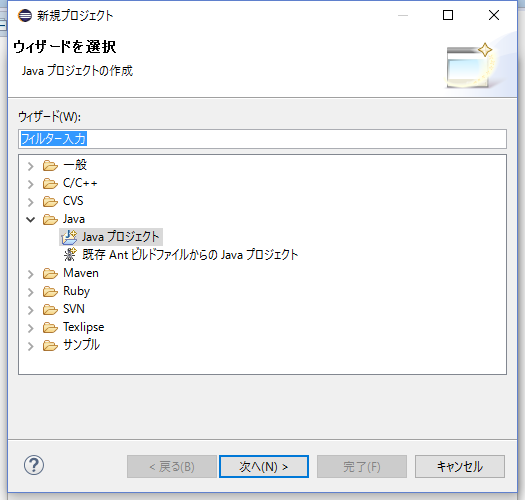 新規プロジェクト
ウィザードを選択
Java プロジェクトの作成
ウィザード(W):
フィルター入力
一般
C/C++
CVS
Java
Java プロジェクト
既存 Ant ビルドファイルからの Java プロジェクト
Maven
Ruby
SVN
Texlipse
サンプル
? < 戻る(B) 次へ(N) > 完了(F) キャンセル